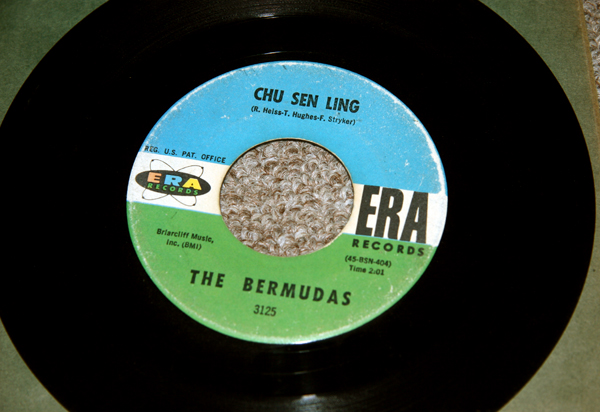 CHU SEN LING
(R. Heiss-T. Hughes-F. Stryker)
REG. U.S. PAT. OFFICE
ERA
RECORDS
ERA
RECORDS
Briarcliff Music,
Inc. (BMI)
(45-BSN-404)
Time 2:01
THE BERMUDAS
3125